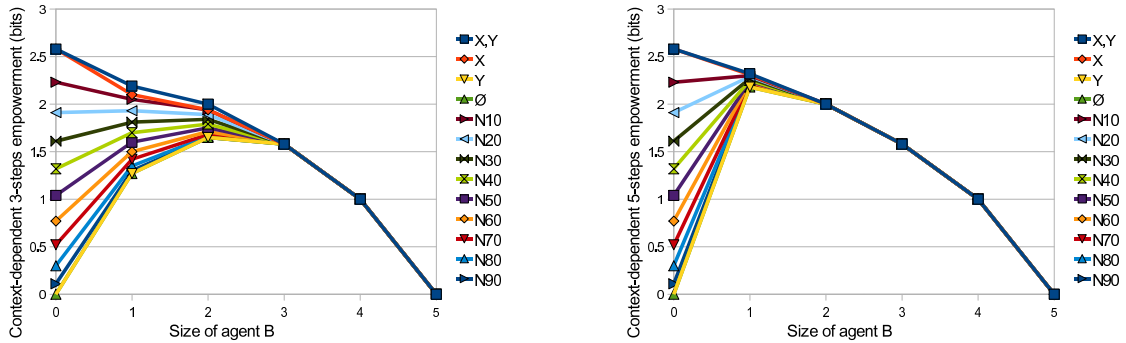 Context-dependent 3-steps empowerment (bits)
3
2.5
2
1.5
1
0.5
0
0 1 2 3 4 5
Size of agent B
X,Y
X
Y
Ø
N10
N20
N30
N40
N50
N60
N70
N80
N90
Context-dependent 5-steps empowerment (bits)
3
2.5
2
1.5
1
0.5
0
0 1 2 3 4 5
Size of agent B
X,Y
X
Y
Ø
N10
N20
N30
N40
N50
N60
N70
N80
N90